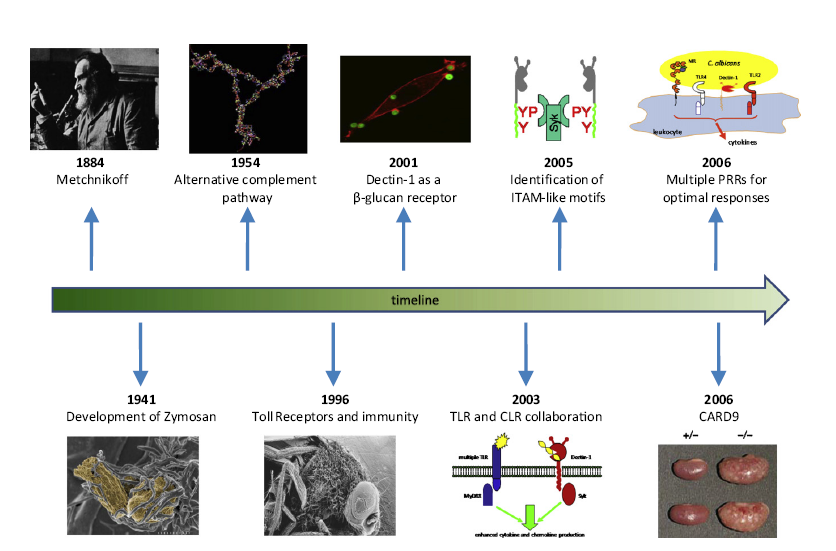 C. albicans
MR
TLR4
Dectin-1
TLR2
YP
PY
Y
Syk
Y
leukocyte
cytokines
1884
1954
2001
2005
2006
Metchnikoff
Alternative complement
pathway
Dectin-1 as a
β-glucan receptor
Identification of
ITAM-like motifs
Multiple PRRs for
optimal responses
timeline
1941
1996
2003
2006
Development of Zymosan
Toll Receptors and immunity
TLR and CLR collaboration
CARD9
+/−
−/−
multiple TLR
Dectin-1
MyD88
Syk
enhanced cytokine and chemokine production